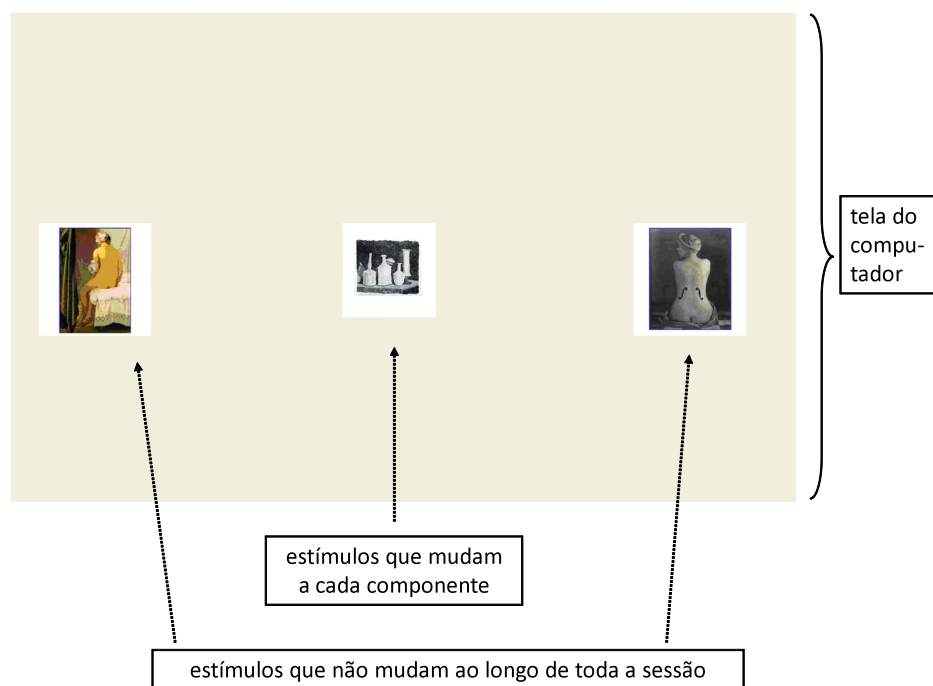 tela do
compu-
tador
estímulos que mudam
a cada componente
estímulos que não mudam ao longo de toda a sessão